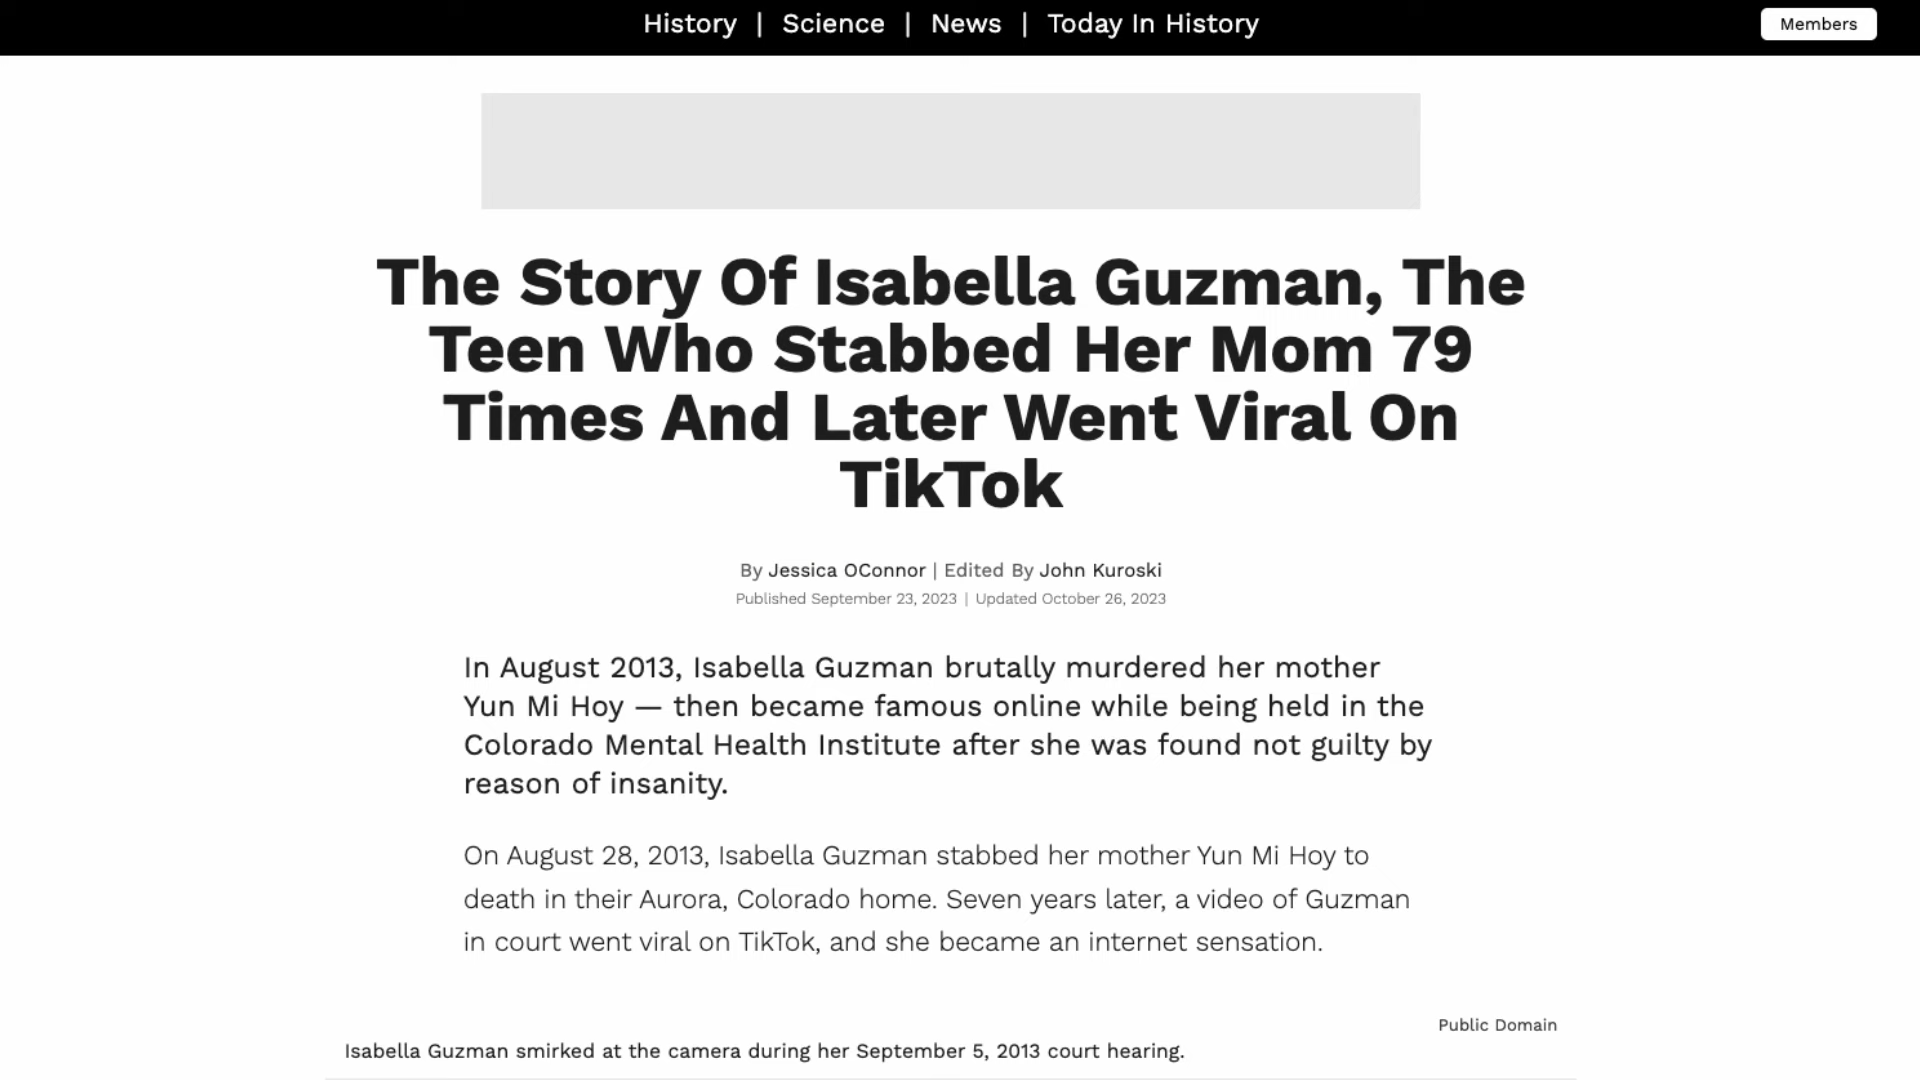 History | Science | News | Today In History
Members
The Story Of Isabella Guzman, The
Teen Who Stabbed Her Mom 79
Times And Later Went Viral On
TikTok
By Jessica OConnor | Edited By John Kuroski
Published September 23, 2023 | Updated October 26, 2023
In August 2013, Isabella Guzman brutally murdered her mother
Yun Mi Hoy — then became famous online while being held in the
Colorado Mental Health Institute after she was found not guilty by
reason of insanity.
On August 28, 2013, Isabella Guzman stabbed her mother Yun Mi Hoy to
death in their Aurora, Colorado home. Seven years later, a video of Guzman
in court went viral on TikTok, and she became an internet sensation.
Public Domain
Isabella Guzman smirked at the camera during her September 5, 2013 court hearing.